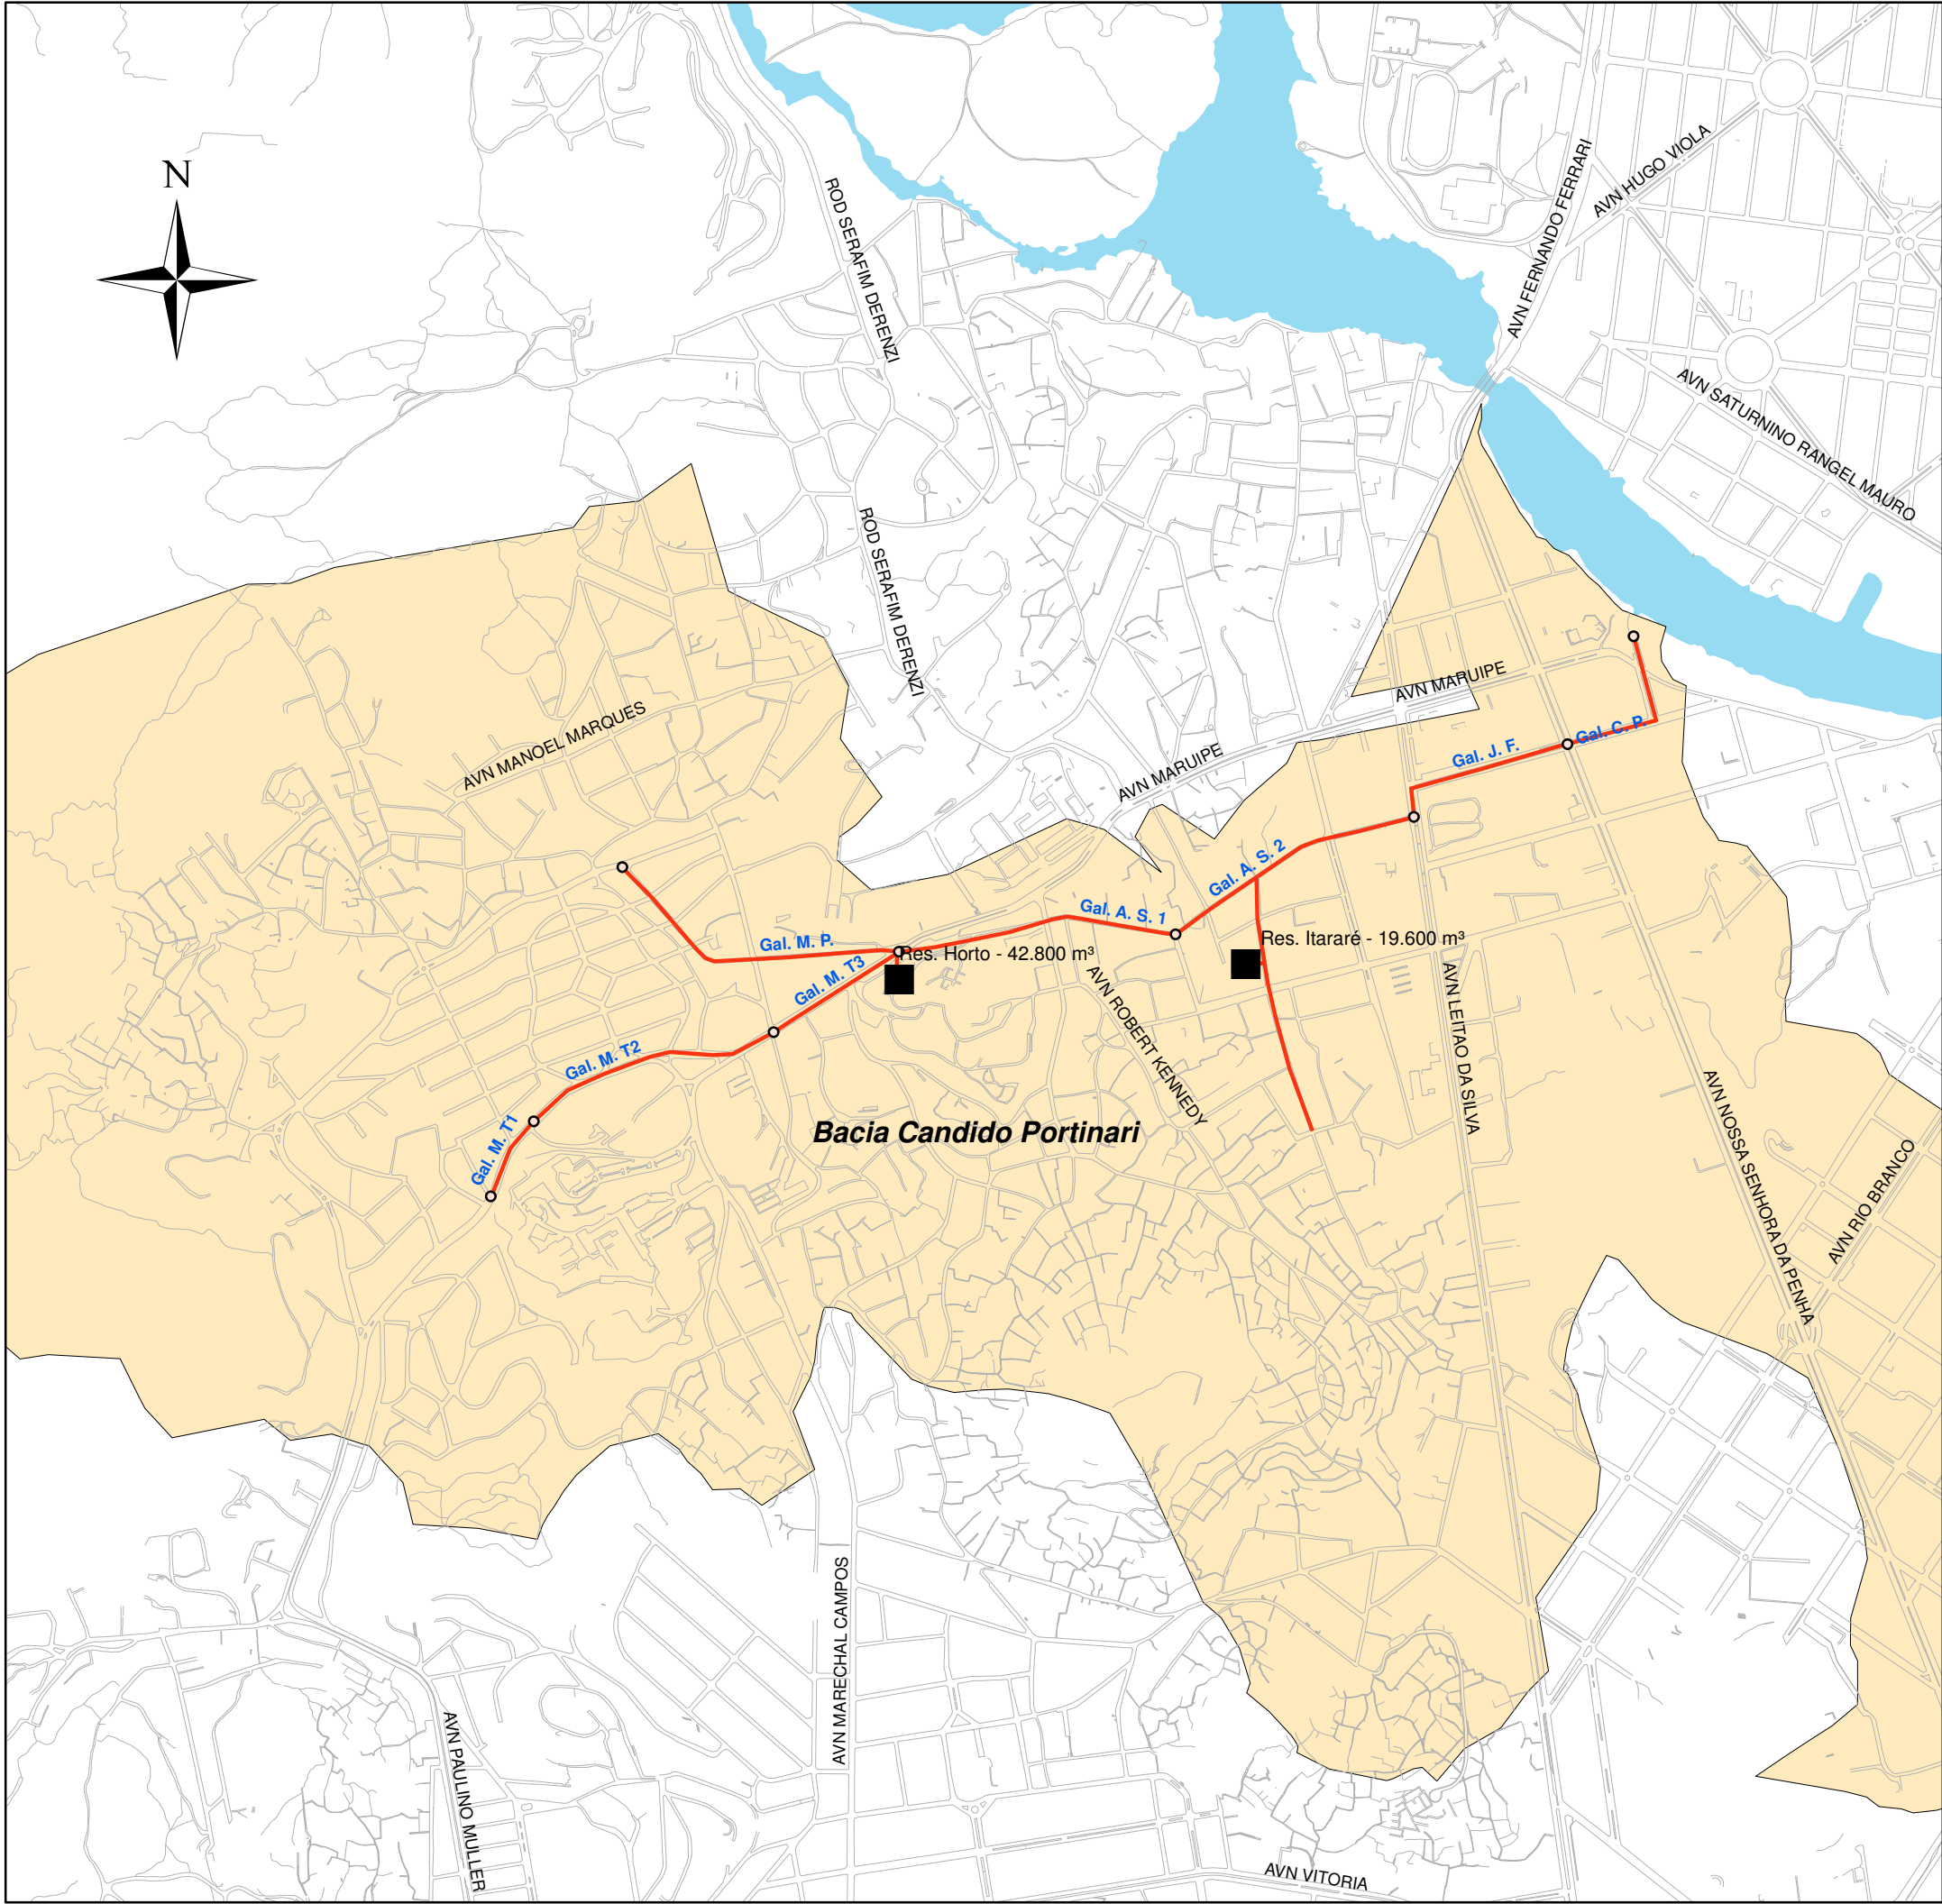 N
AVN HUGO VIOLA
AVN FERNANDO FERRARI
ROD SERAFIM DERENZI
AVN SATURNINO RANGEL MAURO
ROD SERAFIM DERENZI
AVN MARUIPE
AVN MANOEL MARQUES
Gal. C. P.
Gal. J. F.
AVN MARUIPE
Gal. A. S. 2
Gal. A. S. 1
Gal. M. P.
Res. Itararé - 19.600 m³
Res. Horto - 42.800 m³
Gal. M. T3
AVN ROBERT KENNEDY
AVN LEITAO DA SILVA
Gal. M. T2
Gal. M. T1
Bacia Candido Portinari
AVN NOSSA SENHORA DA PENHA
AVN RIO BRANCO
AVN MARECHAL CAMPOS
AVN PAULINO MULLER
AVN VITORIA